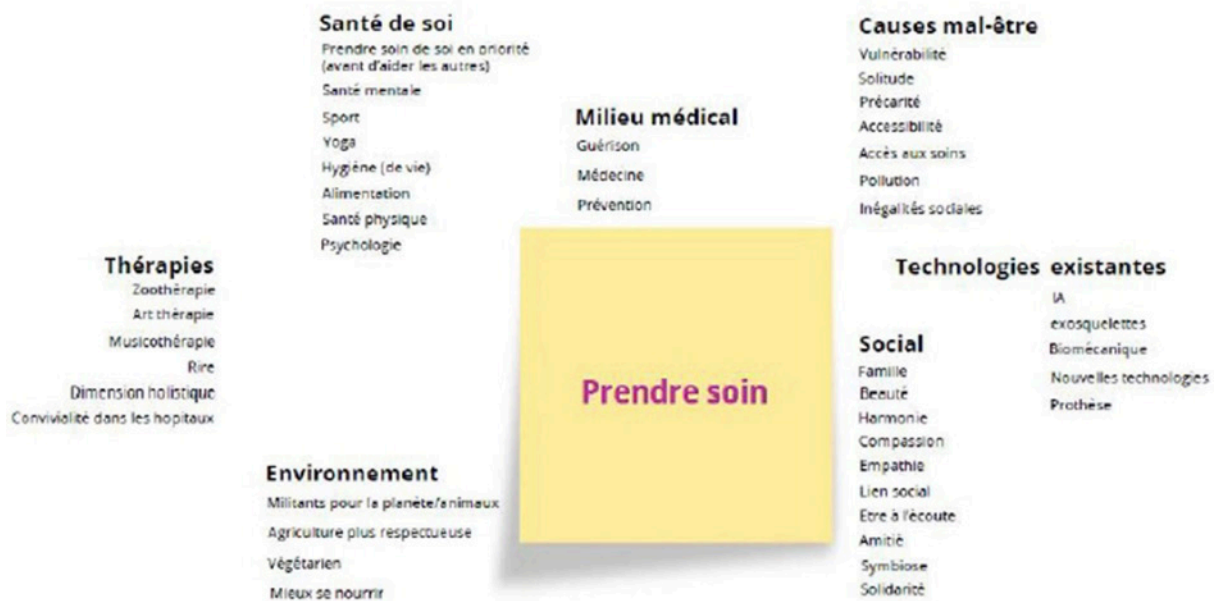 Santé de soi
Prendre soin de soi en priorité
(avant d'aider les autres)
Santé mentale
Sport
Yoga
Hygiène (de vie)
Alimentation
Santé physique
Psychologie
Milieu médical
Guérison
Médecine
Prévention
Causes mal-être
Vulnérabilité
Solitude
Précarité
Accessibilité
Accès aux soins
Pollution
Inégalités sociales
Thérapies
Zoothérapie
Art thérapie
Musicothérapie
Rire
Dimension holistique
Convivialité dans les hopitaux
Prendre soin
Technologies existantes
IA
exosquelettes
Biomécanique
Nouvelles technologies
Prothèse
Social
Famille
Beauté
Harmonie
Compassion
Empathie
Lien social
Etre à l'écoute
Amitié
Symbiose
Solidarité
Environnement
Militants pour la planète/animaux
Agriculture plus respectueuse
Végétarien
Mieux se nourrir